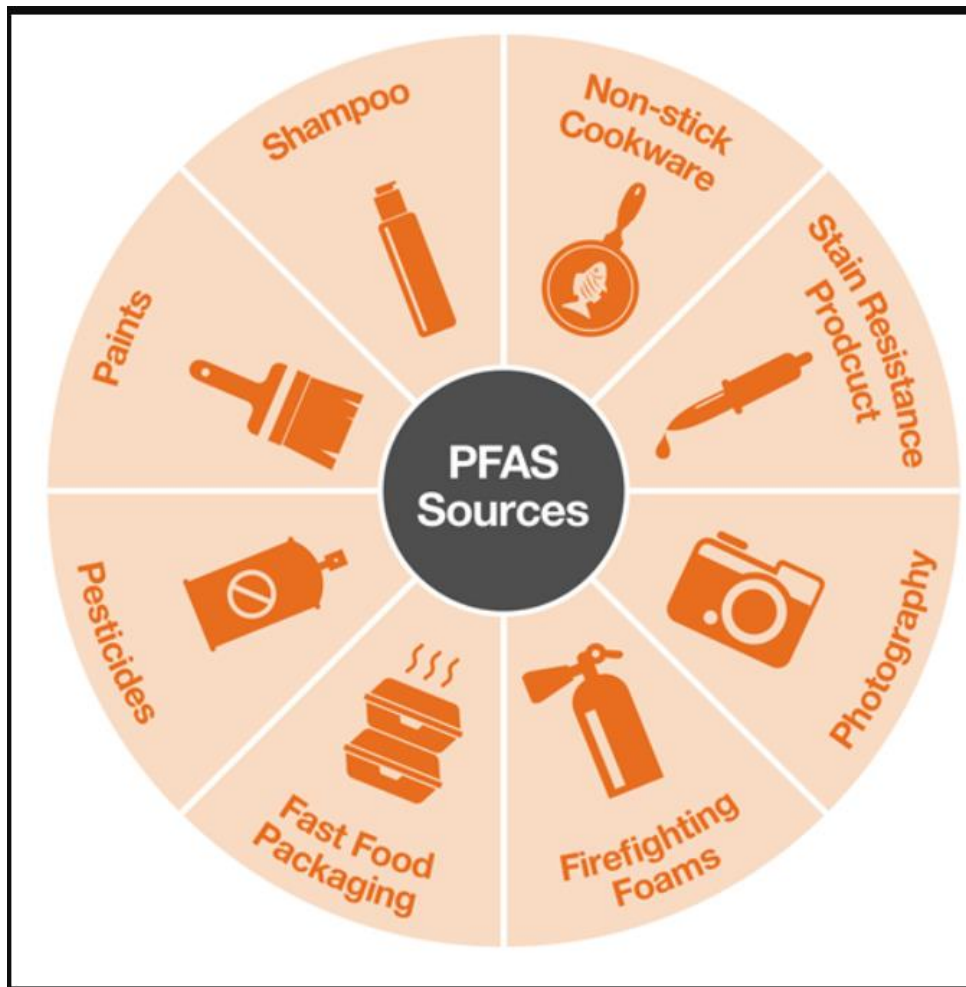 PFAS
Sources
Non-stick
Cookware
Stain Resistance
Prodcuct
Photography
Firefighting
Foams
Fast Food
Packaging
Pesticides
Paints
Shampoo